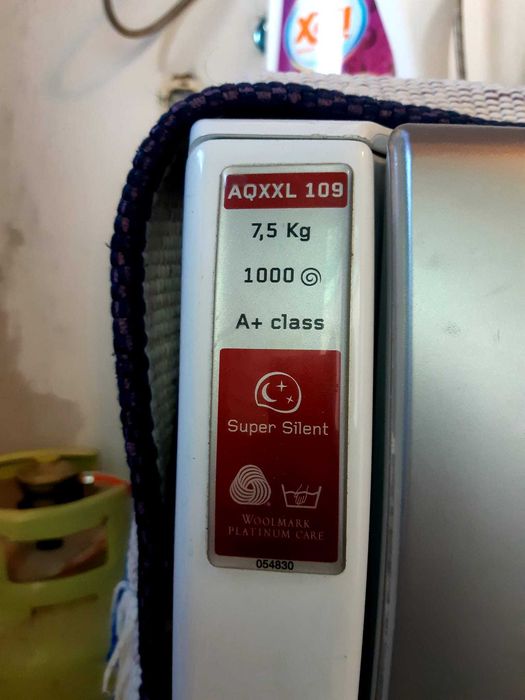 AQXXL 109
7,5 Kg
1000
A+ class
Super Silent
WOOLMARK
PLATINUM CARE
054830